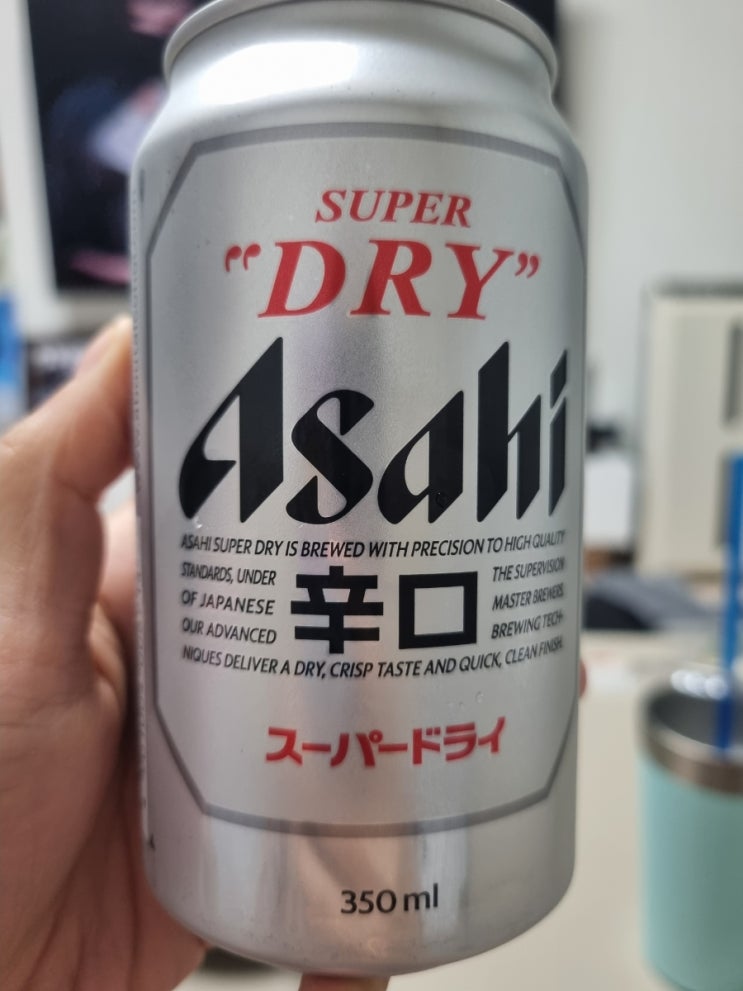 SUPER
"DRY"
Asahi
ASAHI SUPER DRY IS BREWED WITH PRECISION TO HIGH QUALITY
STANDARDS, UNDER 辛口 THE SUPERVISION
OF JAPANESE MASTER BREWERS.
OUR ADVANCED BREWING TECH-
NIQUES DELIVER A DRY, CRISP TASTE AND QUICK, CLEAN FINISH.
スーパードライ
350 ml